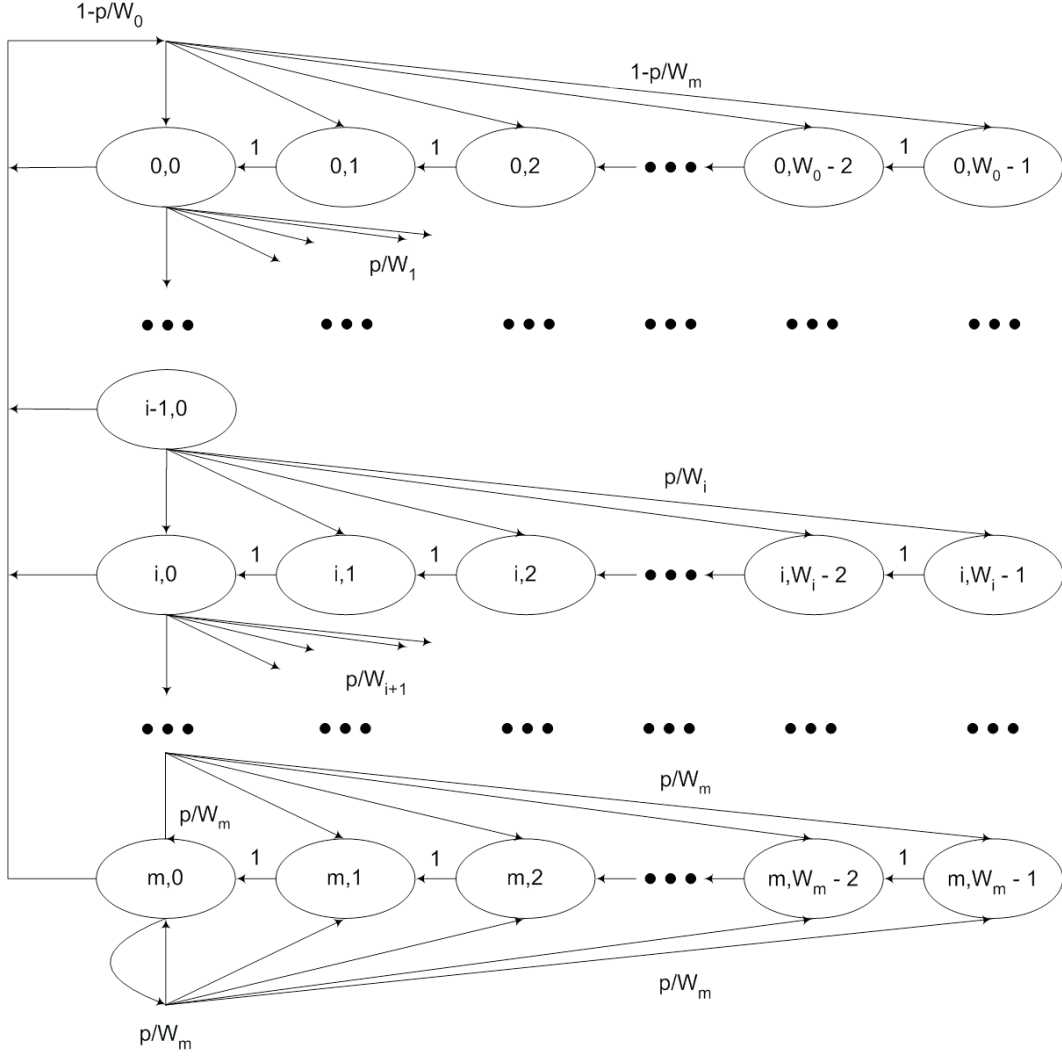 1-p/W₀
1-p/Wₘ
1 1 1
0,0 0,1 0,2 0,W₀ - 2 0,W₀ - 1
p/W₁
i-1,0
p/Wᵢ
1 1 1
i,0 i,1 i,2 i,Wᵢ - 2 i,Wᵢ - 1
p/Wᵢ₊₁
p/Wₘ
p/Wₘ
1 1 1
m,0 m,1 m,2 m,Wₘ - 2 m,Wₘ - 1
p/Wₘ
p/Wₘ